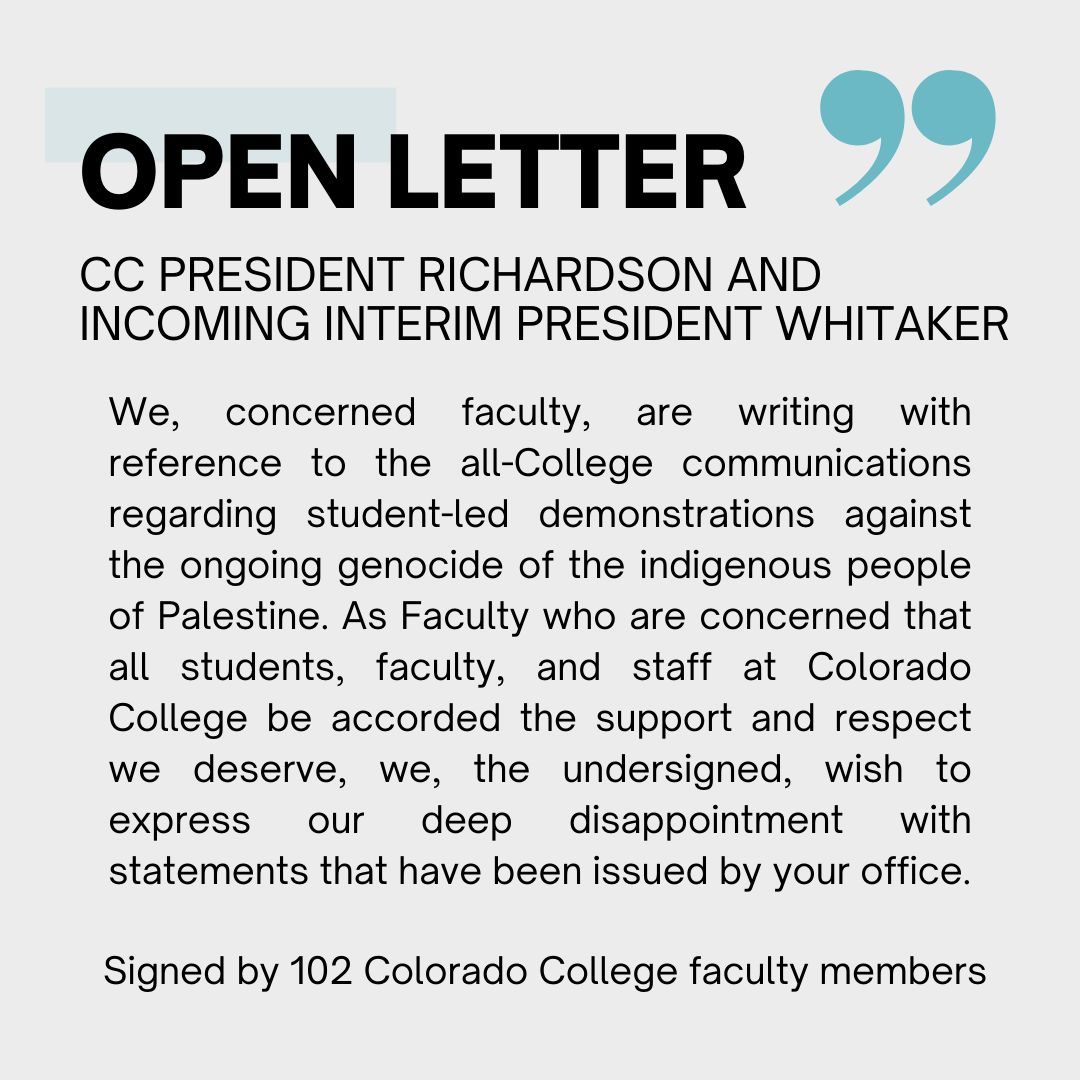 OPEN LETTER
CC PRESIDENT RICHARDSON AND
INCOMING INTERIM PRESIDENT WHITAKER
We, concerned faculty, are writing with
reference to the all-College communications
regarding student-led demonstrations against
the ongoing genocide of the indigenous people
of Palestine. As Faculty who are concerned that
all students, faculty, and staff at Colorado
College be accorded the support and respect
we deserve, we, the undersigned, wish to
express our deep disappointment with
statements that have been issued by your office.
Signed by 102 Colorado College faculty members